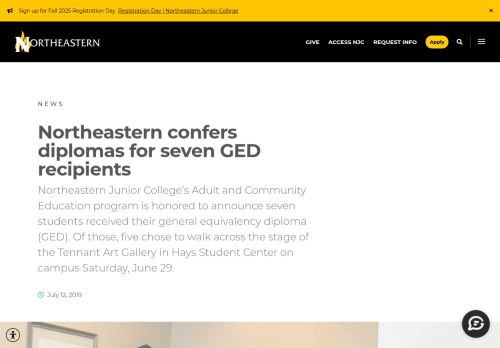 Sign up for Fall 2025 Registration Day Registration Day | Northeastern Junior College ×
NORTHEASTERN GIVE ACCESS NJC REQUEST INFO Apply
NEWS
Northeastern confers
diplomas for seven GED
recipients
Northeastern Junior College's Adult and Community
Education program is honored to announce seven
students received their general equivalency diploma
(GED). Of those, five chose to walk across the stage of
the Tennant Art Gallery in Hays Student Center on
campus Saturday, June 29.
July 12, 2019